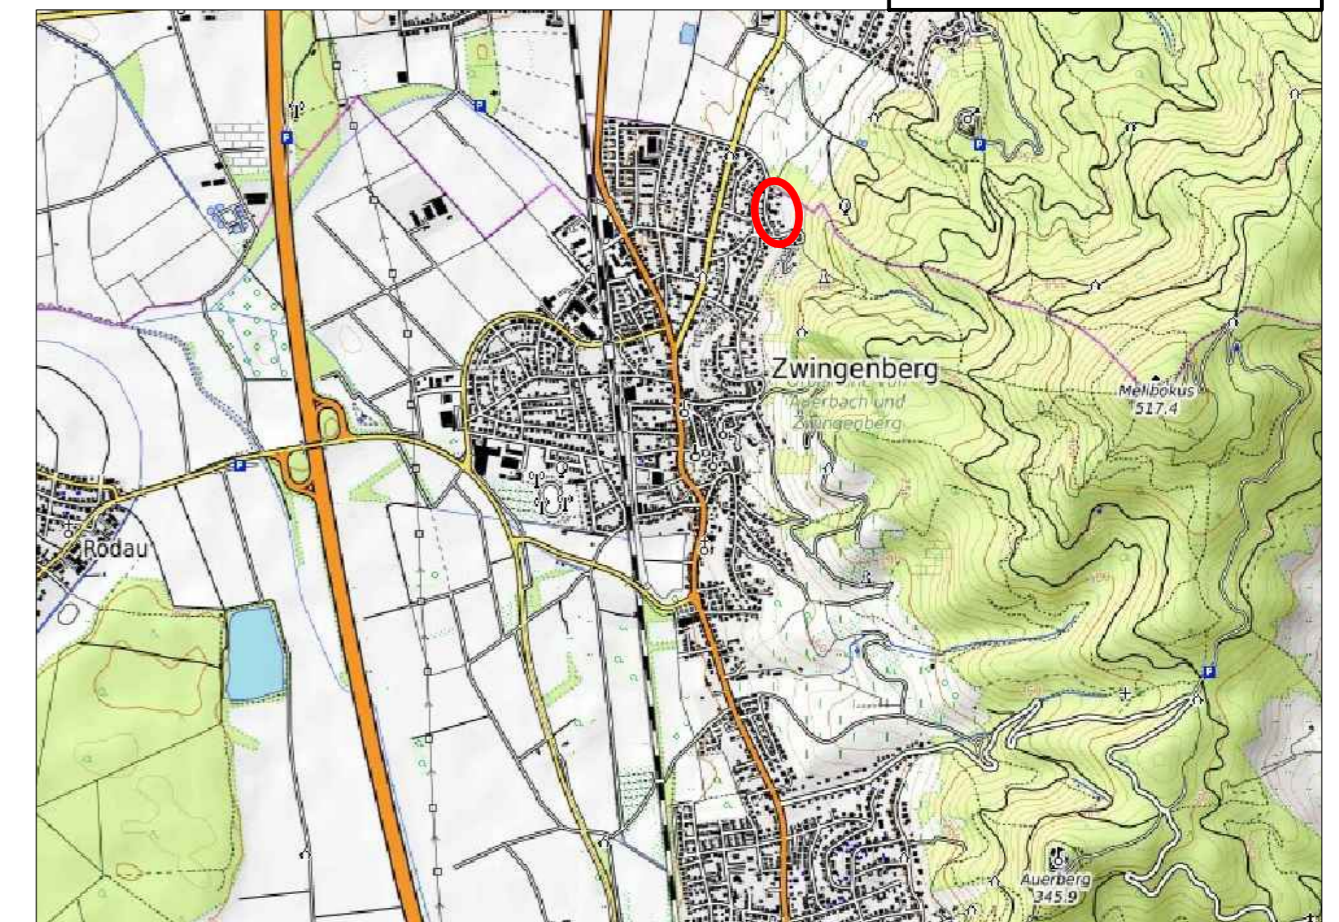 P
P
P
P
Zwingenberg
Auerbach und
Zwingenberg
Melibokus
517.4
P
Rodau
P
Auerberg
345.9